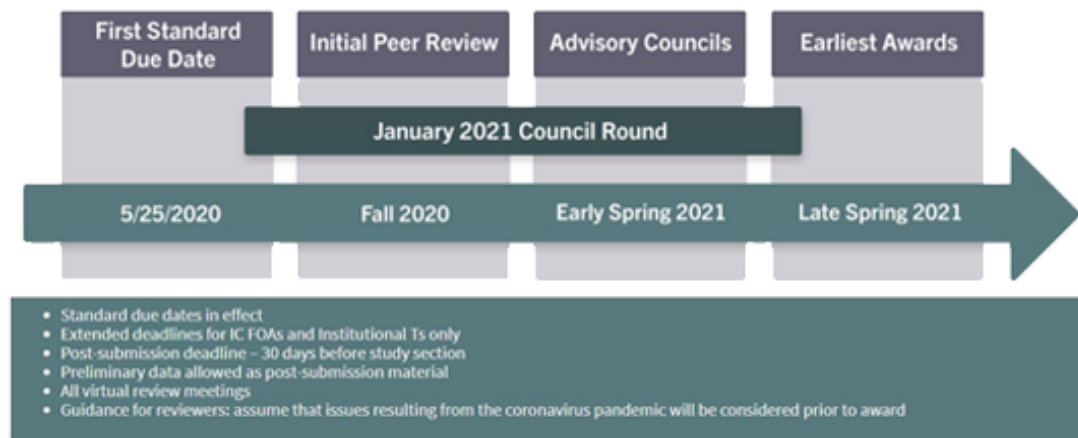 First Standard
Due Date
Initial Peer Review
Advisory Councils
Earliest Awards
January 2021 Council Round
5/25/2020
Fall 2020
Early Spring 2021
Late Spring 2021
• Standard due dates in effect
• Extended deadlines for IC FOAs and Institutional Ts only
• Post-submission deadline – 30 days before study section
• Preliminary data allowed as post-submission material
• All virtual review meetings
• Guidance for reviewers: assume that issues resulting from the coronavirus pandemic will be considered prior to award